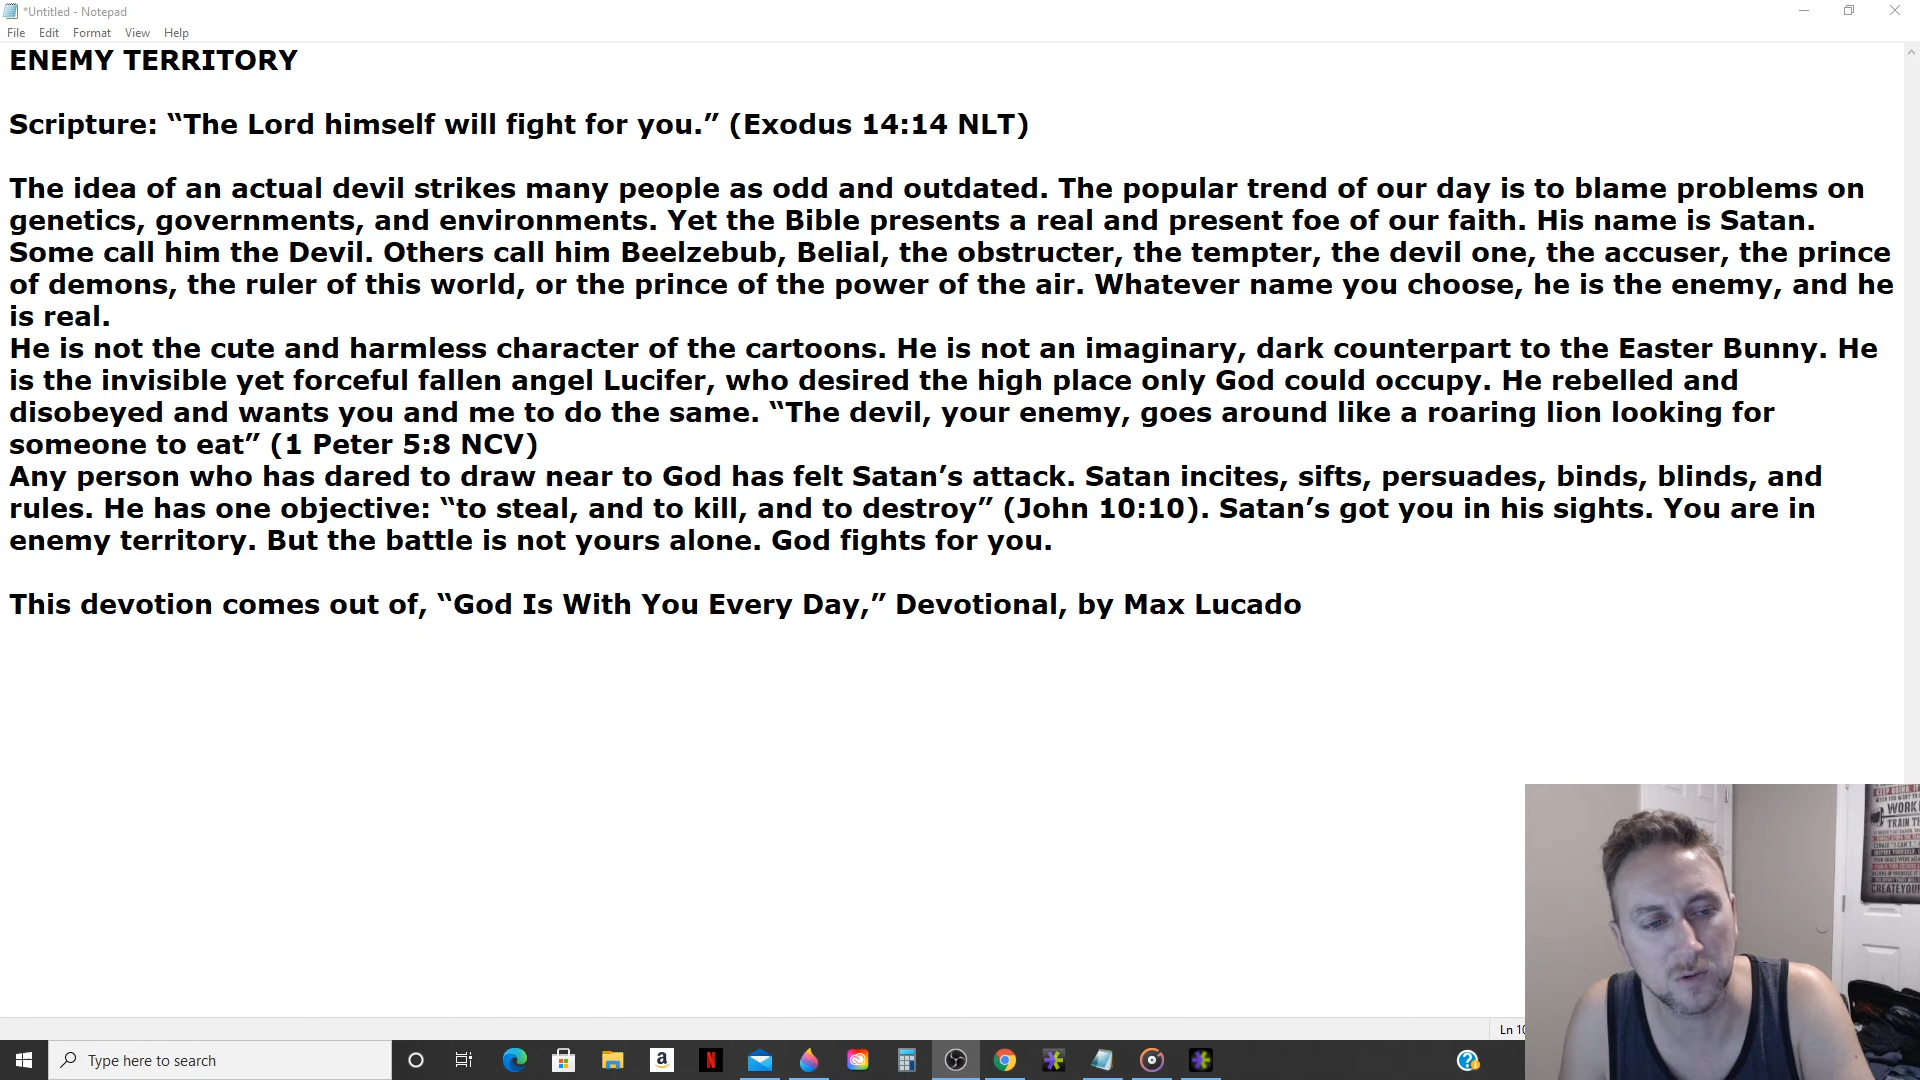 *Untitled - Notepad
File Edit Format View Help
ENEMY TERRITORY
Scripture: “The Lord himself will fight for you.” (Exodus 14:14 NLT)
The idea of an actual devil strikes many people as odd and outdated. The popular trend of our day is to blame problems on
genetics, governments, and environments. Yet the Bible presents a real and present foe of our faith. His name is Satan.
Some call him the Devil. Others call him Beelzebub, Belial, the obstructer, the tempter, the devil one, the accuser, the prince
of demons, the ruler of this world, or the prince of the power of the air. Whatever name you choose, he is the enemy, and he
is real.
He is not the cute and harmless character of the cartoons. He is not an imaginary, dark counterpart to the Easter Bunny. He
is the invisible yet forceful fallen angel Lucifer, who desired the high place only God could occupy. He rebelled and
disobeyed and wants you and me to do the same. “The devil, your enemy, goes around like a roaring lion looking for
someone to eat” (1 Peter 5:8 NCV)
Any person who has dared to draw near to God has felt Satan’s attack. Satan incites, sifts, persuades, binds, blinds, and
rules. He has one objective: “to steal, and to kill, and to destroy” (John 10:10). Satan’s got you in his sights. You are in
enemy territory. But the battle is not yours alone. God fights for you.
This devotion comes out of, “God Is With You Every Day,” Devotional, by Max Lucado
KEEP GOING.
WORK
TRAIN
"I CAN'T."
CREATE YOUR
Ln 10
Type here to search